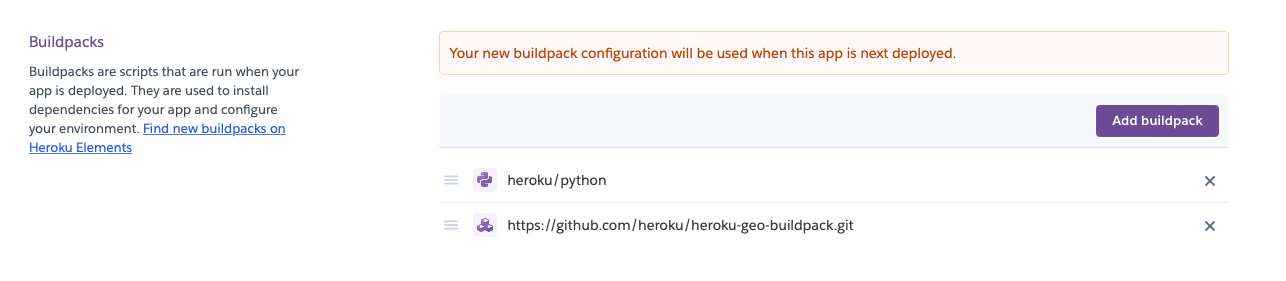 Buildpacks
Buildpacks are scripts that are run when your
app is deployed. They are used to install
dependencies for your app and configure
your environment. Find new buildpacks on
Heroku Elements
Your new buildpack configuration will be used when this app is next deployed.
Add buildpack
heroku/python
https://github.com/heroku/heroku-geo-buildpack.git